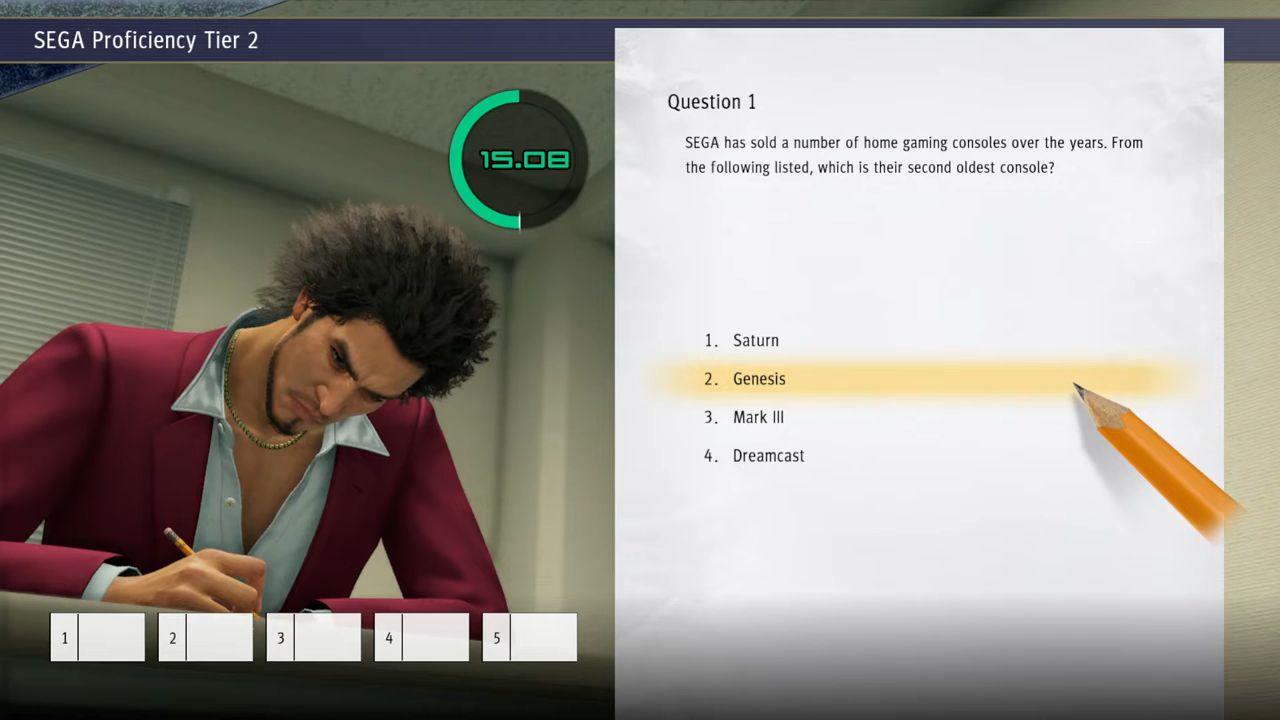 SEGA Proficiency Tier 2
15.08
Question 1
SEGA has sold a number of home gaming consoles over the years. From
the following listed, which is their second oldest console?
1. Saturn
2. Genesis
3. Mark III
4. Dreamcast
1 2 3 4 5